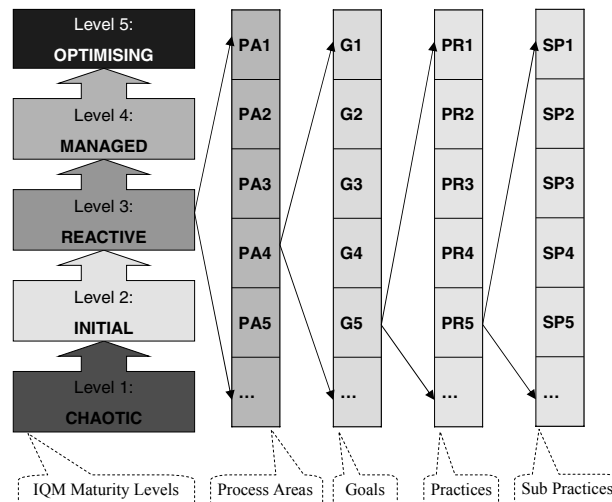 Level 5:
OPTIMISING
Level 4:
MANAGED
Level 3:
REACTIVE
Level 2:
INITIAL
Level 1:
CHAOTIC
PA1
PA2
PA3
PA4
PA5
...
G1
G2
G3
G4
G5
...
PR1
PR2
PR3
PR4
PR5
...
SP1
SP2
SP3
SP4
SP5
...
IQM Maturity Levels
Process Areas
Goals
Practices
Sub Practices